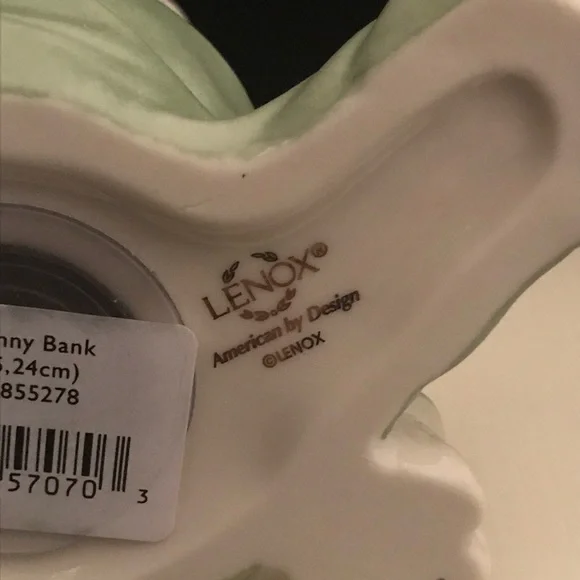 LENOX®
American by Design
©LENOX
nny Bank
5,24cm)
855278
57070 3